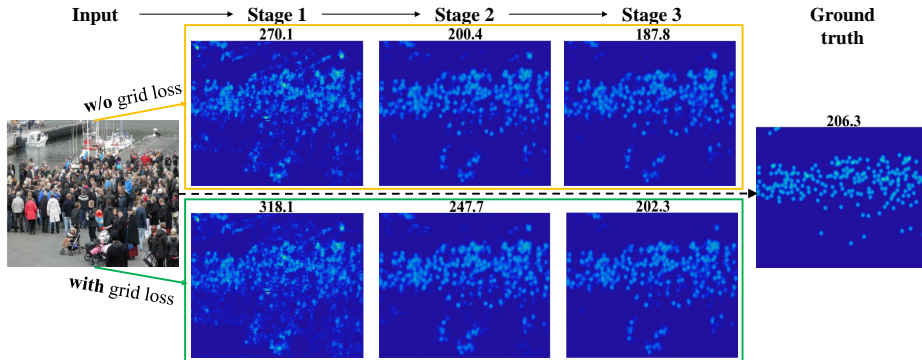 Input Stage 1 Stage 2 Stage 3 Ground truth
270.1 200.4 187.8
w/o grid loss
206.3
318.1 247.7 202.3
with grid loss